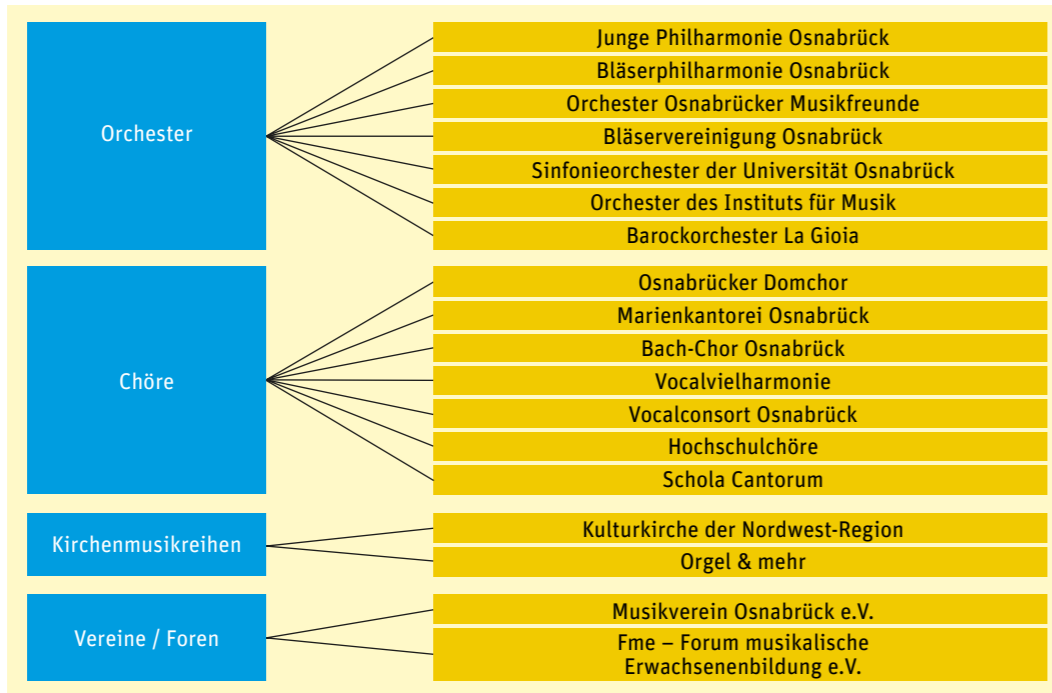 Orchester
Junge Philharmonie Osnabrück
Bläserphilharmonie Osnabrück
Orchester Osnabrücker Musikfreunde
Bläservereinigung Osnabrück
Sinfonieorchester der Universität Osnabrück
Orchester des Instituts für Musik
Barockorchester La Gioia
Chöre
Osnabrücker Domchor
Marienkantorei Osnabrück
Bach-Chor Osnabrück
Vocalvielharmonie
Vocalconsort Osnabrück
Hochschulchöre
Schola Cantorum
Kirchenmusikreihen
Kulturkirche der Nordwest-Region
Orgel & mehr
Vereine / Foren
Musikverein Osnabrück e.V.
Fme – Forum musikalische
Erwachsenenbildung e.V.